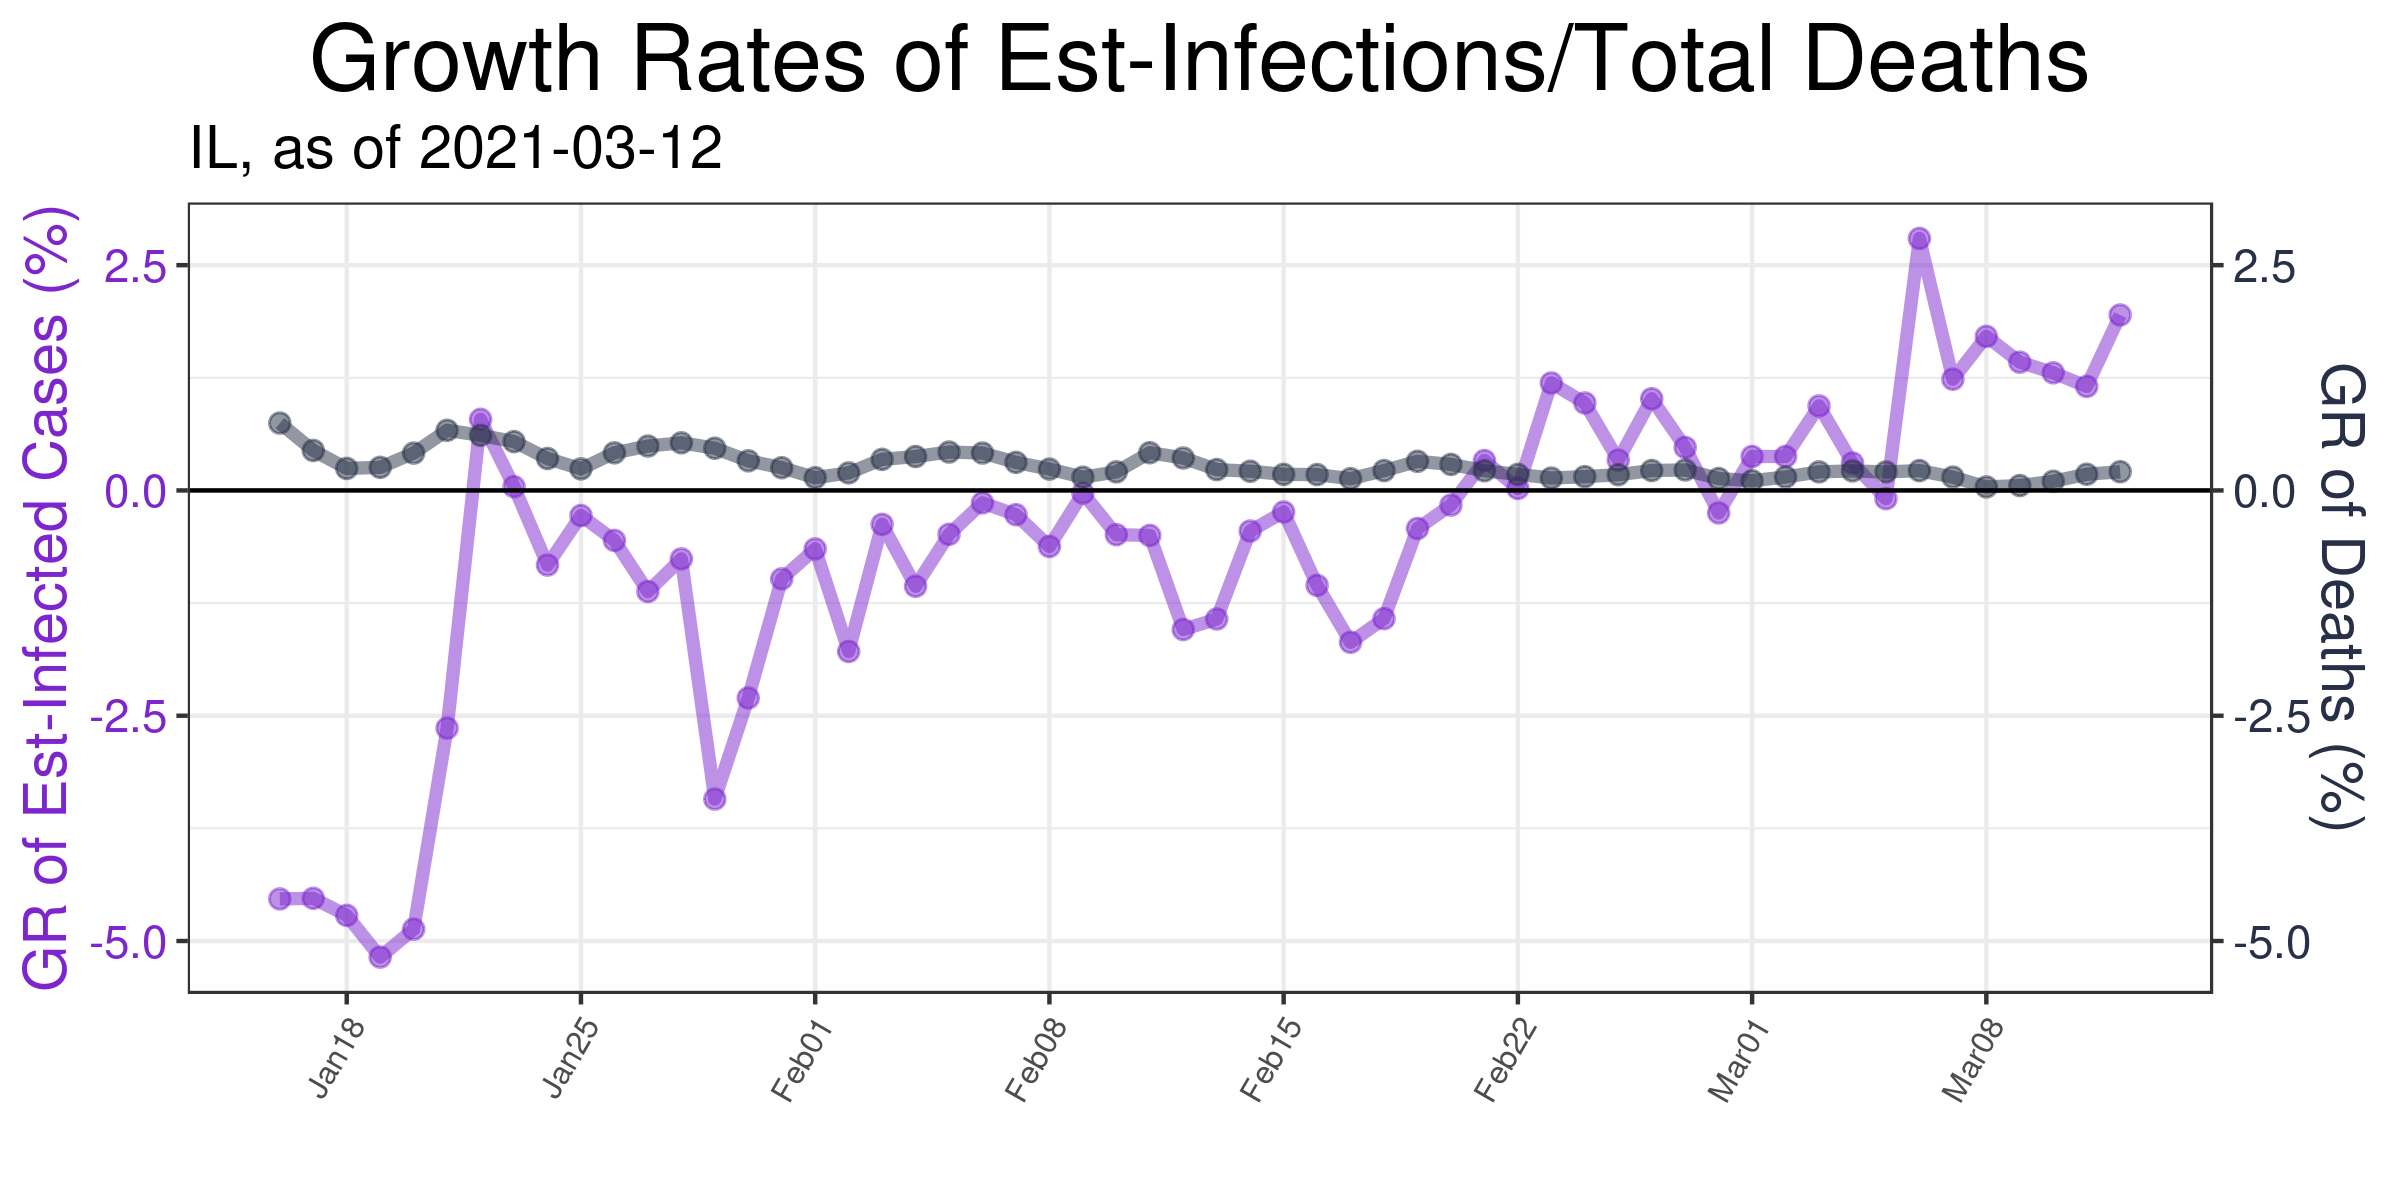 Growth Rates of Est-Infections/Total Deaths
IL, as of 2021-03-12
GR of Est-Infected Cases (%)
2.5
0.0
-2.5
-5.0
2.5
0.0
-2.5
-5.0
GR of Deaths (%)
Jan18
Jan25
Feb01
Feb08
Feb15
Feb22
Mar01
Mar08